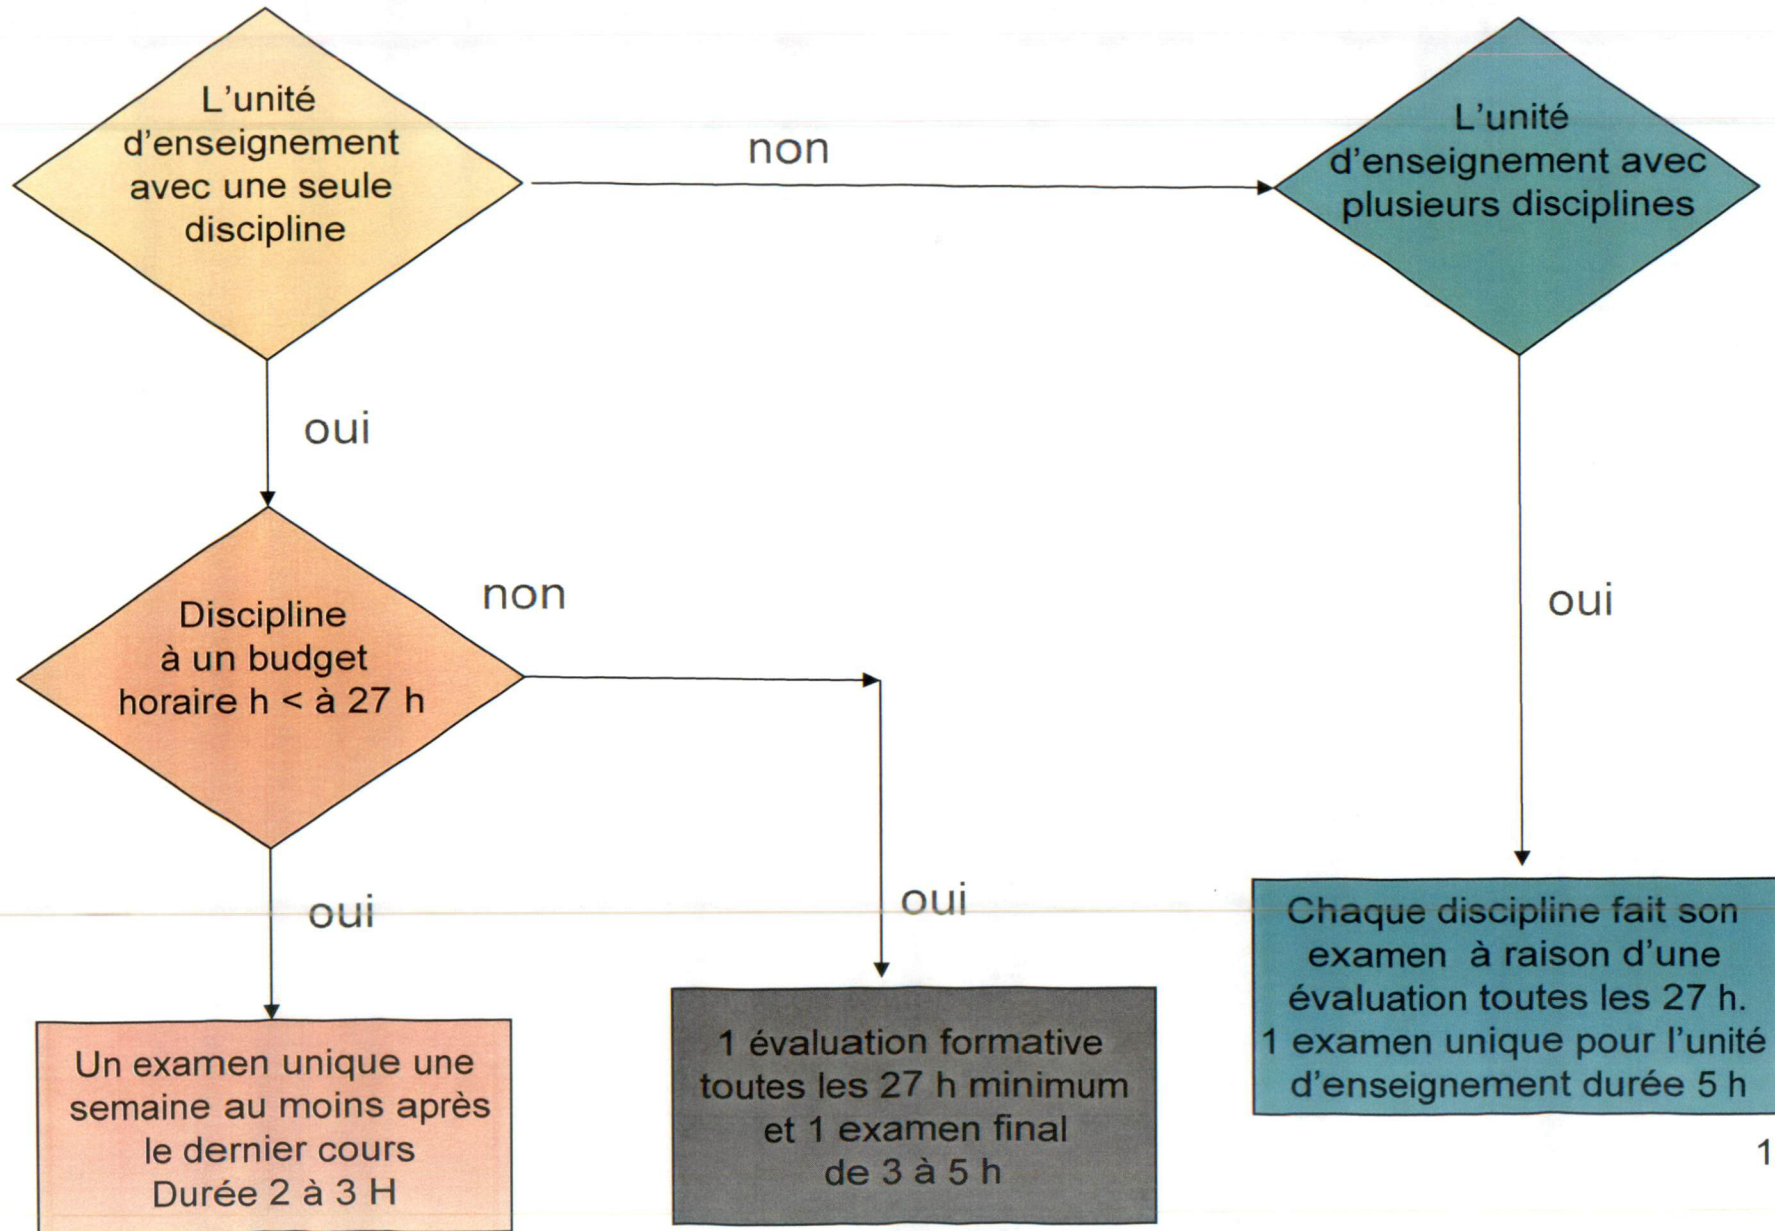 L'unité
d'enseignement
avec une seule
discipline
non
L'unité
d'enseignement avec
plusieurs disciplines
oui
Discipline
à un budget
horaire h < à 27 h
non
oui
oui
oui
Un examen unique une
semaine au moins après
le dernier cours
Durée 2 à 3 H
1 évaluation formative
toutes les 27 h minimum
et 1 examen final
de 3 à 5 h
Chaque discipline fait son
examen à raison d'une
évaluation toutes les 27 h.
1 examen unique pour l'unité
d'enseignement durée 5 h
1